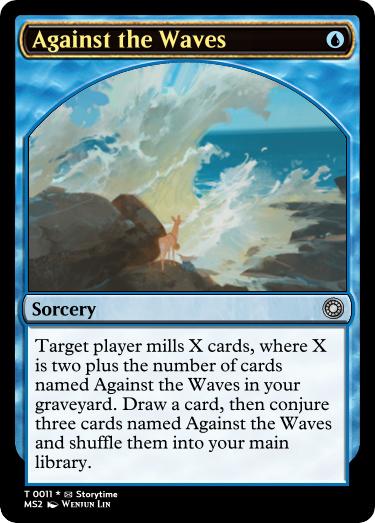 Against the Waves
Sorcery
Target player mills X cards, where X
is two plus the number of cards
named Against the Waves in your
graveyard. Draw a card, then conjure
three cards named Against the Waves
and shuffle them into your main
library.
T 0011 * ✉ Storytime
MS2 Wenjun Lin